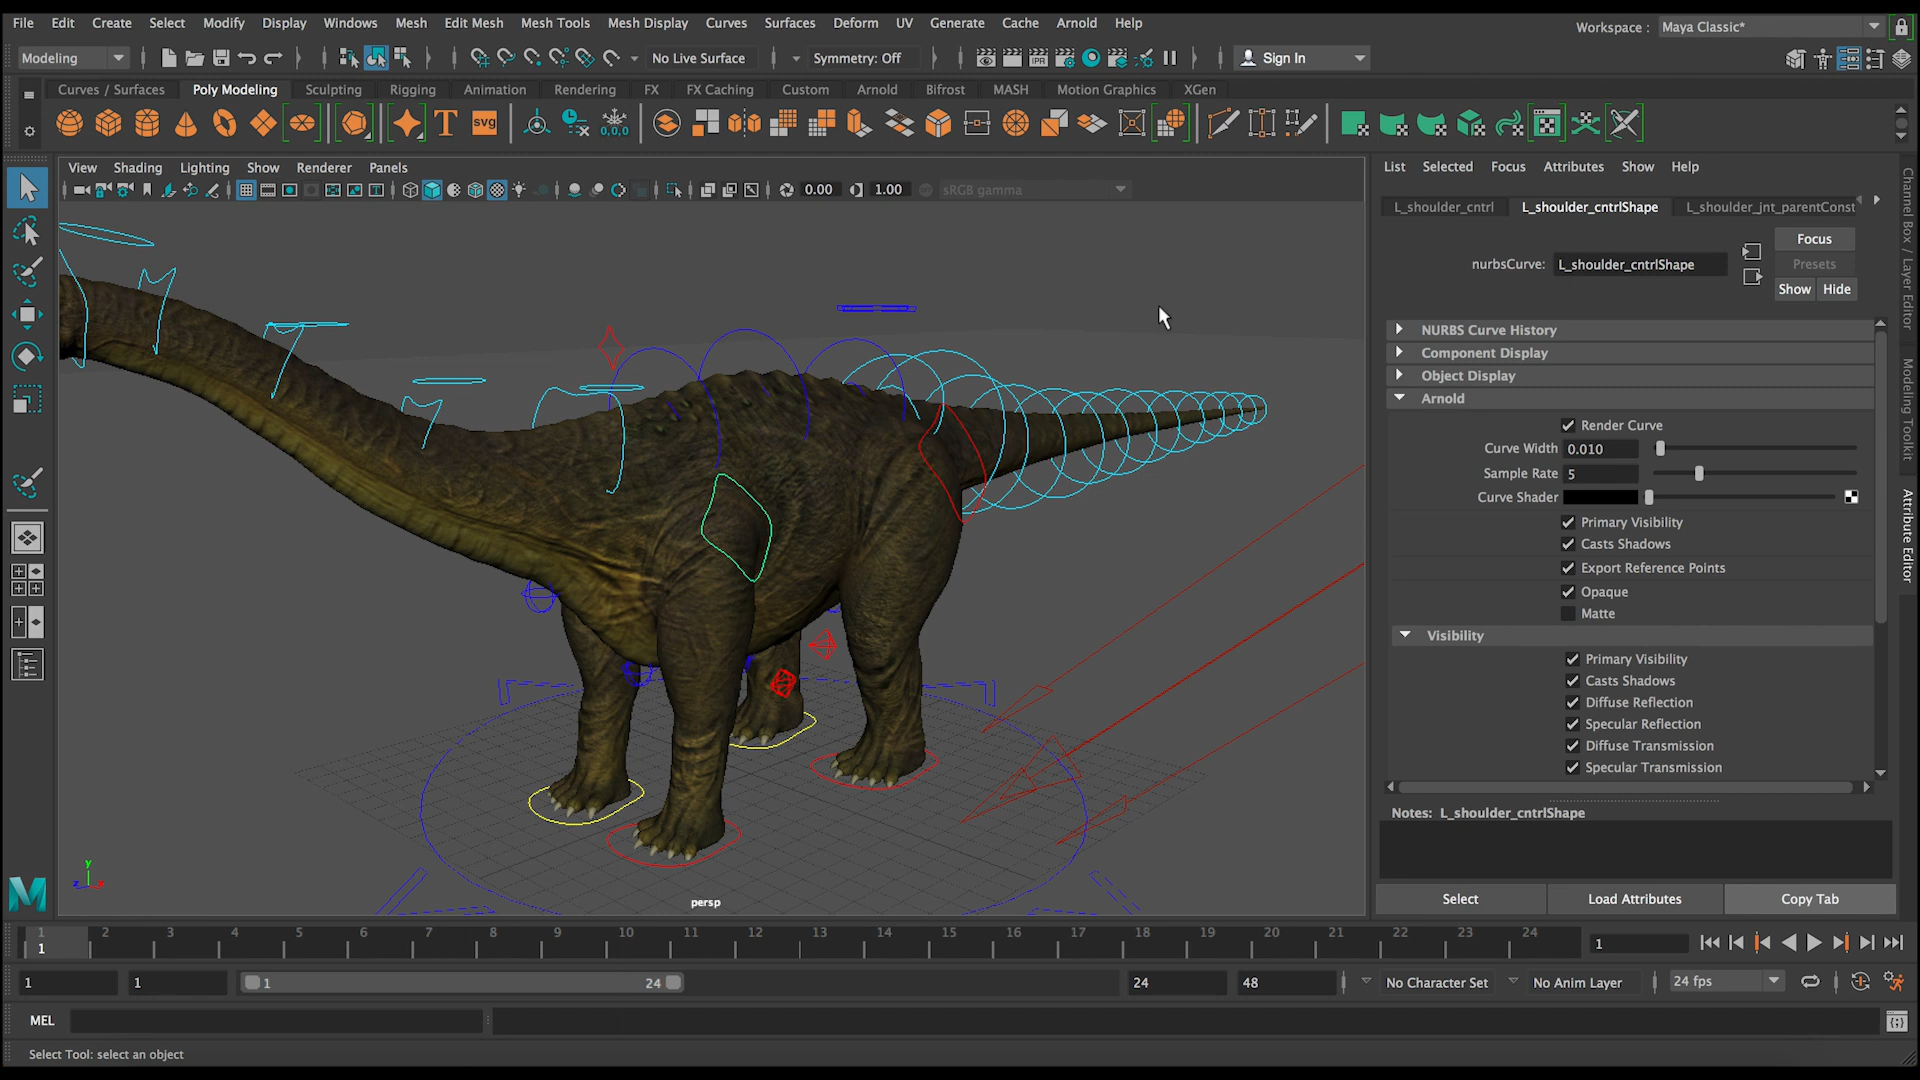 File Edit Create Select Modify Display Windows Mesh Edit Mesh Mesh Tools Mesh Display Curves Surfaces Deform UV Generate Cache Arnold Help
Workspace : Maya Classic*
Modeling No Live Surface Symmetry: Off IPR Sign In
Curves / Surfaces Poly Modeling Sculpting Rigging Animation Rendering FX FX Caching Custom Arnold Bifrost MASH Motion Graphics XGen
T SVG 0,0,0
View Shading Lighting Show Renderer Panels
0.00 1.00 sRGB gamma
List Selected Focus Attributes Show Help
L_shoulder_cntrl L_shoulder_cntrlShape L_shoulder_jnt_parentConst
Focus
nurbsCurve: L_shoulder_cntrlShape
Presets
Show Hide
NURBS Curve History
Component Display
Object Display
Arnold
Render Curve
Curve Width 0.010
Sample Rate 5
Curve Shader
Primary Visibility
Casts Shadows
Export Reference Points
Opaque
Matte
Visibility
Primary Visibility
Casts Shadows
Diffuse Reflection
Specular Reflection
Diffuse Transmission
Specular Transmission
Notes: L_shoulder_cntrlShape
Select Load Attributes Copy Tab
Channel Box / Layer Editor
Modeling Toolkit
Attribute Editor
y
z x
persp
M
1 2 3 4 5 6 7 8 9 10 11 12 13 14 15 16 17 18 19 20 21 22 23 24
1 1
1 1 1 24 24 48 No Character Set No Anim Layer 24 fps
MEL
Select Tool: select an object